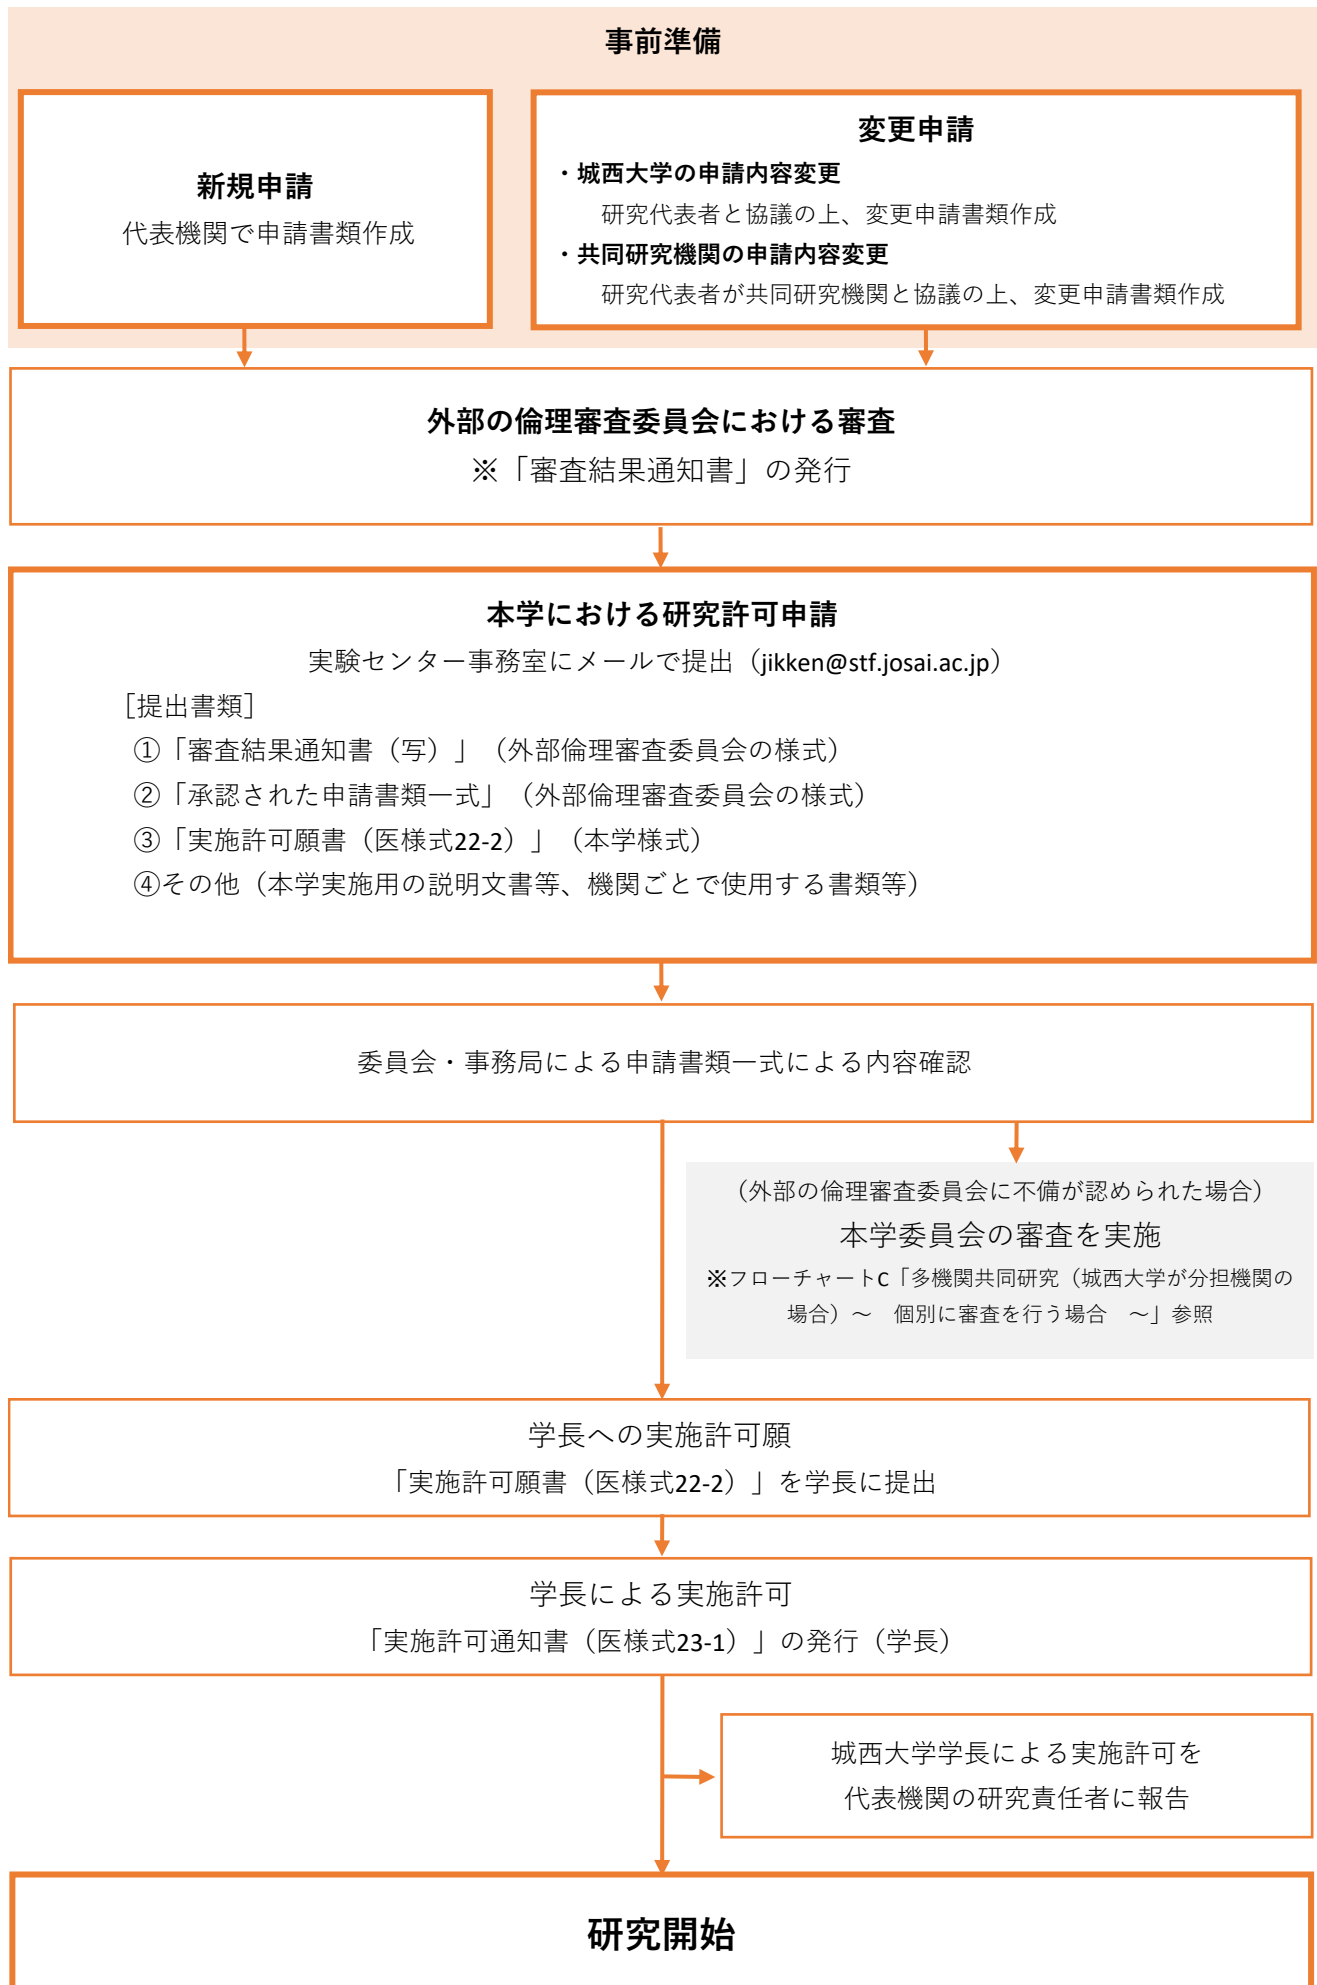 事前準備
新規申請
代表機関で申請書類作成
変更申請
・城西大学の申請内容変更
研究代表者と協議の上、変更申請書類作成
・共同研究機関の申請内容変更
研究代表者が共同研究機関と協議の上、変更申請書類作成
外部の倫理審査委員会における審査
※「審査結果通知書」の発行
本学における研究許可申請
実験センター事務室にメールで提出（jikken@stf.josai.ac.jp）
［提出書類］
①「審査結果通知書（写）」（外部倫理審査委員会の様式）
②「承認された申請書類一式」（外部倫理審査委員会の様式）
③「実施許可願書（医様式22-2）」（本学様式）
④その他（本学実施用の説明文書等、機関ごとで使用する書類等）
委員会・事務局による申請書類一式による内容確認
（外部の倫理審査委員会に不備が認められた場合）
本学委員会の審査を実施
※フローチャートC「多機関共同研究（城西大学が分担機関の
場合）～　個別に審査を行う場合　～」参照
学長への実施許可願
「実施許可願書（医様式22-2）」を学長に提出
学長による実施許可
「実施許可通知書（医様式23-1）」の発行（学長）
城西大学学長による実施許可を
代表機関の研究責任者に報告
研究開始